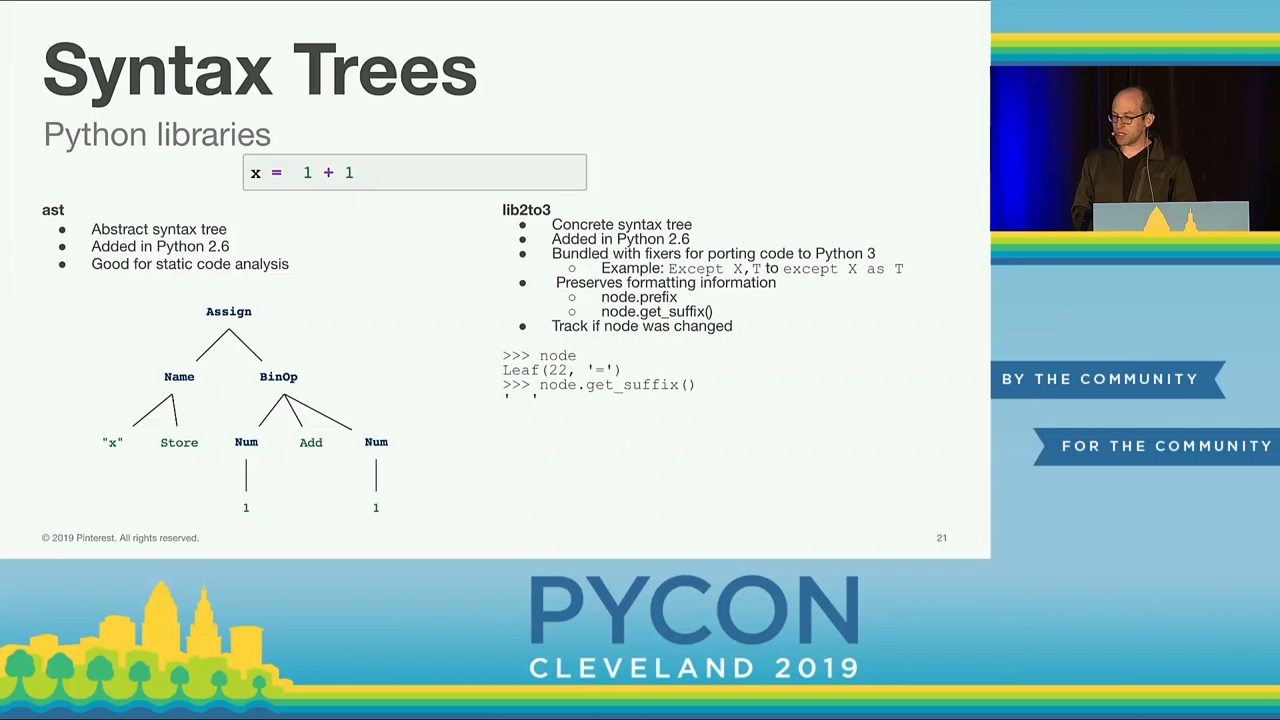 Syntax Trees
Python libraries
x =  1 + 1
ast
● Abstract syntax tree
● Added in Python 2.6
● Good for static code analysis
Assign
Name BinOp
"x" Store Num Add Num
1 1
lib2to3
● Concrete syntax tree
● Added in Python 2.6
● Bundled with fixers for porting code to Python 3
○ Example: Except X,T to except X as T
● Preserves formatting information
○ node.prefix
○ node.get_suffix()
● Track if node was changed
>>> node
Leaf(22, '=')
>>> node.get_suffix()
'  '
© 2019 Pinterest. All rights reserved.
21
BY THE COMMUNITY
FOR THE COMMUNITY
PYCON
CLEVELAND 2019